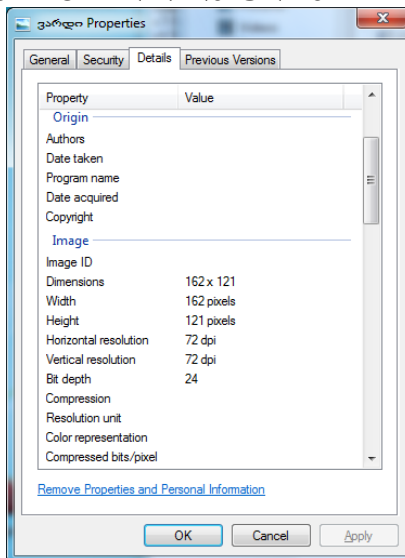 ვარდო Properties
General Security Details Previous Versions
Property Value
Origin
Authors
Date taken
Program name
Date acquired
Copyright
Image
Image ID
Dimensions 162 x 121
Width 162 pixels
Height 121 pixels
Horizontal resolution 72 dpi
Vertical resolution 72 dpi
Bit depth 24
Compression
Resolution unit
Color representation
Compressed bits/pixel
Remove Properties and Personal Information
OK Cancel Apply